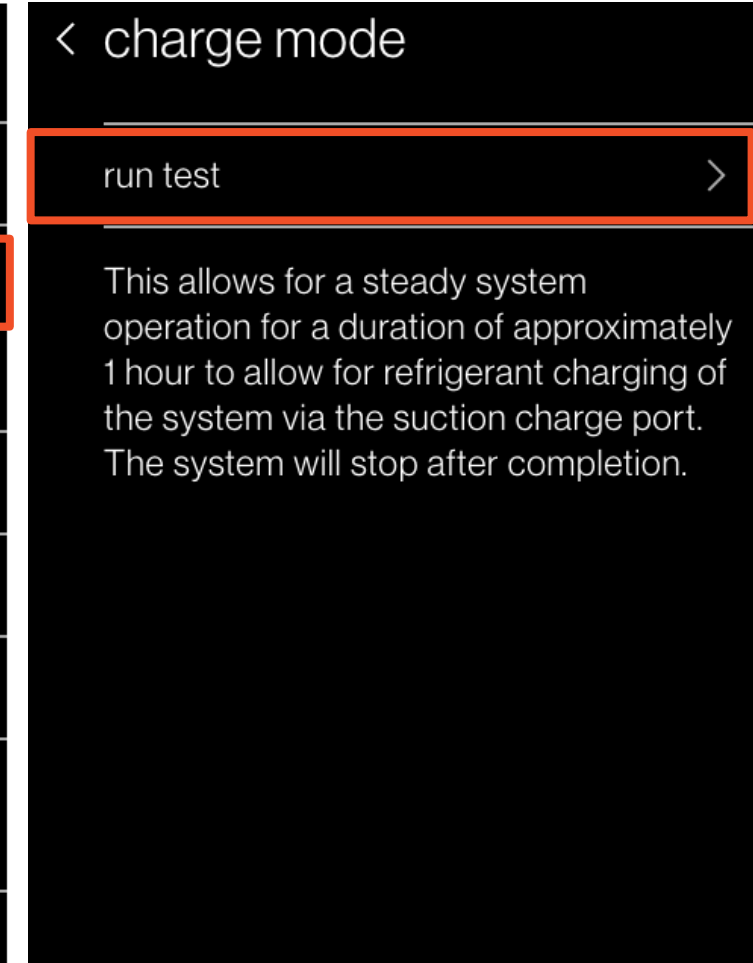 charge mode
run test
This allows for a steady system
operation for a duration of approximately
1 hour to allow for refrigerant charging of
the system via the suction charge port.
The system will stop after completion.